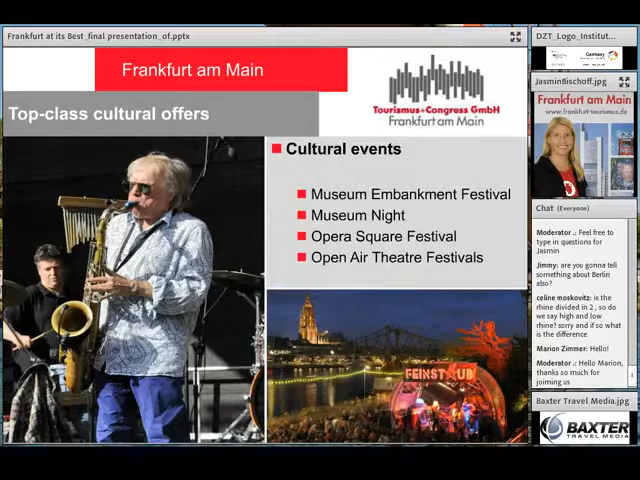 Frankfurt at its Best_final presentation_of.pptx
Frankfurt am Main
Top-class cultural offers
Tourismus+Congress GmbH
Frankfurt am Main
Cultural events
Museum Embankment Festival
Museum Night
Opera Square Festival
Open Air Theatre Festivals
FEINSTAUB
DZT_Logo_Institut...
Germany
JasminBischoff.jpg
Frankfurt am Main
www.frankfurt-tourismus.de
Chat (Everyone)
Moderator .: Feel free to
type in questions for
Jasmin
Jimmy: are you gonna tell
something about Berlin
also?
celine moskovitz: is the
rhine divided in 2 , so do
we say high and low
rhine? sorry and if so what
is the difference
Marion Zimmer: Hello!
Moderator .: Hello Marion,
thanks so much for
joiming us
Baxter Travel Media.jpg
BAXTER
TRAVEL MEDIA